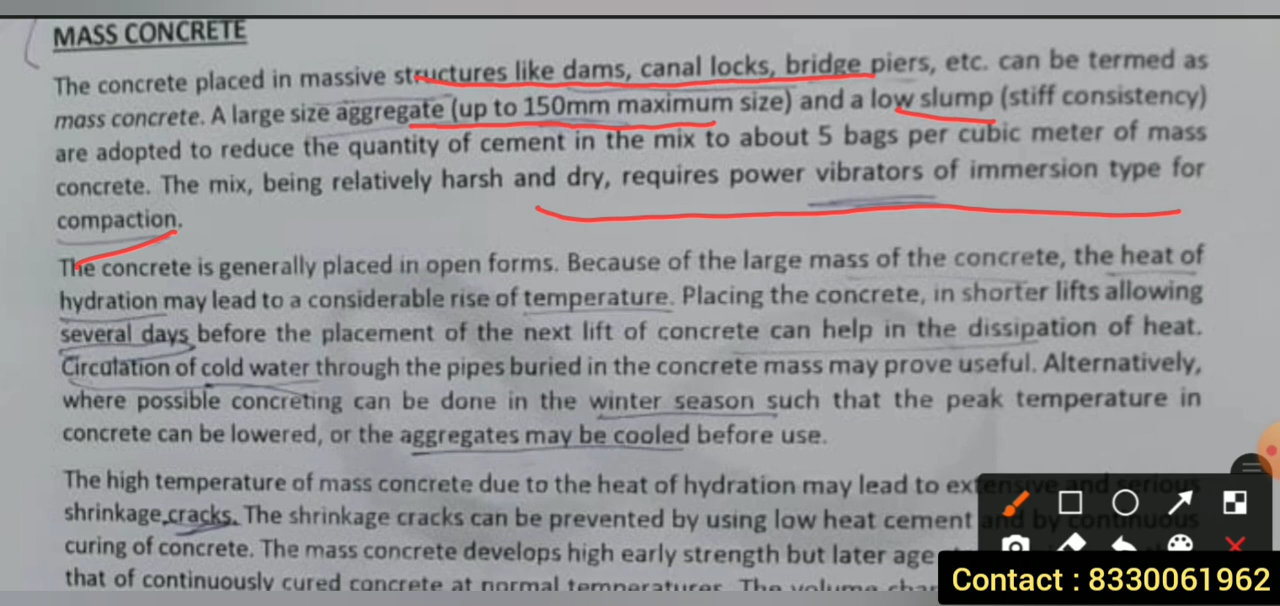 MASS CONCRETE
The concrete placed in massive structures like dams, canal locks, bridge piers, etc. can be termed as
mass concrete. A large size aggregate (up to 150mm maximum size) and a low slump (stiff consistency)
are adopted to reduce the quantity of cement in the mix to about 5 bags per cubic meter of mass
concrete. The mix, being relatively harsh and dry, requires power vibrators of immersion type for
compaction.
The concrete is generally placed in open forms. Because of the large mass of the concrete, the heat of
hydration may lead to a considerable rise of temperature. Placing the concrete, in shorter lifts allowing
several days before the placement of the next lift of concrete can help in the dissipation of heat.
Circulation of cold water through the pipes buried in the concrete mass may prove useful. Alternatively,
where possible concreting can be done in the winter season such that the peak temperature in
concrete can be lowered, or the aggregates may be cooled before use.
The high temperature of mass concrete due to the heat of hydration may lead to extensive and serious
shrinkage cracks. The shrinkage cracks can be prevented by using low heat cement and by continuous
curing of concrete. The mass concrete develops high early strength but later age
that of continuously cured concrete at normal temperatures. The volume
Contact : 8330061962